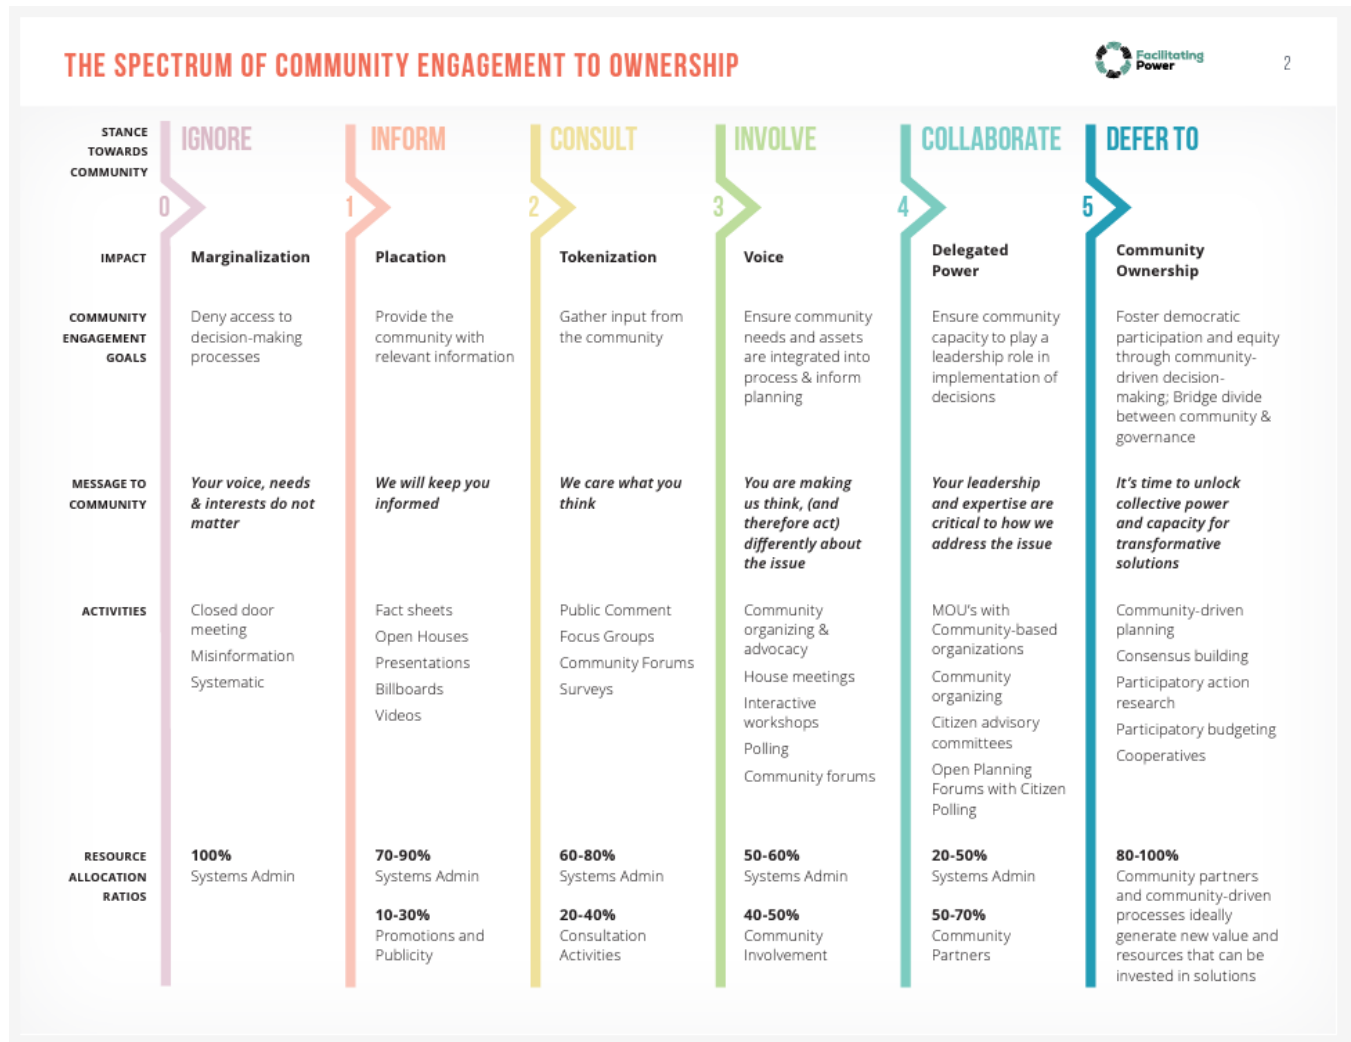 THE SPECTRUM OF COMMUNITY ENGAGEMENT TO OWNERSHIP
Facilitating
Power
2
STANCE
TOWARDS
COMMUNITY
IGNORE
INFORM
CONSULT
INVOLVE
COLLABORATE
DEFER TO
0
1
2
3
4
5
IMPACT
Marginalization
Placation
Tokenization
Voice
Delegated
Power
Community
Ownership
COMMUNITY
ENGAGEMENT
GOALS
Deny access to
decision-making
processes
Provide the
community with
relevant information
Gather input from
the community
Ensure community
needs and assets
are integrated into
process & inform
planning
Ensure community
capacity to play a
leadership role in
implementation of
decisions
Foster democratic
participation and equity
through community-
driven decision-
making; Bridge divide
between community &
governance
MESSAGE TO
COMMUNITY
Your voice, needs
& interests do not
matter
We will keep you
informed
We care what you
think
You are making
us think, (and
therefore act)
differently about
the issue
Your leadership
and expertise are
critical to how we
address the issue
It's time to unlock
collective power
and capacity for
transformative
solutions
ACTIVITIES
Closed door
meeting
Misinformation
Systematic
Fact sheets
Open Houses
Presentations
Billboards
Videos
Public Comment
Focus Groups
Community Forums
Surveys
Community
organizing &
advocacy
House meetings
Interactive
workshops
Polling
Community forums
MOU's with
Community-based
organizations
Community
organizing
Citizen advisory
committees
Open Planning
Forums with Citizen
Polling
Community-driven
planning
Consensus building
Participatory action
research
Participatory budgeting
Cooperatives
RESOURCE
ALLOCATION
RATIOS
100%
Systems Admin
70-90%
Systems Admin
10-30%
Promotions and
Publicity
60-80%
Systems Admin
20-40%
Consultation
Activities
50-60%
Systems Admin
40-50%
Community
Involvement
20-50%
Systems Admin
50-70%
Community
Partners
80-100%
Community partners
and community-driven
processes ideally
generate new value and
resources that can be
invested in solutions